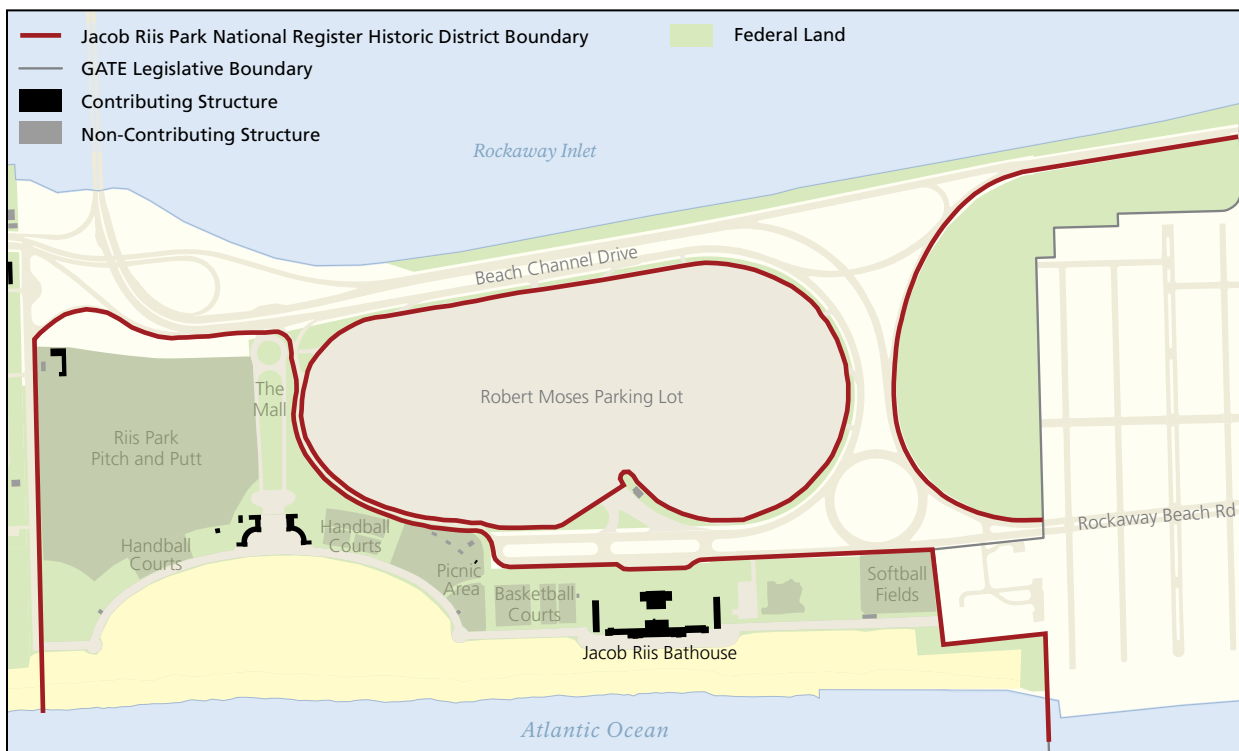 Jacob Riis Park National Register Historic District Boundary
Federal Land
GATE Legislative Boundary
Contributing Structure
Non-Contributing Structure
Rockaway Inlet
Beach Channel Drive
The
Mall
Robert Moses Parking Lot
Riis Park
Pitch and Putt
Rockaway Beach Rd
Handball
Courts
Handball
Courts
Picnic
Area
Basketball
Courts
Softball
Fields
Jacob Riis Bathouse
Atlantic Ocean